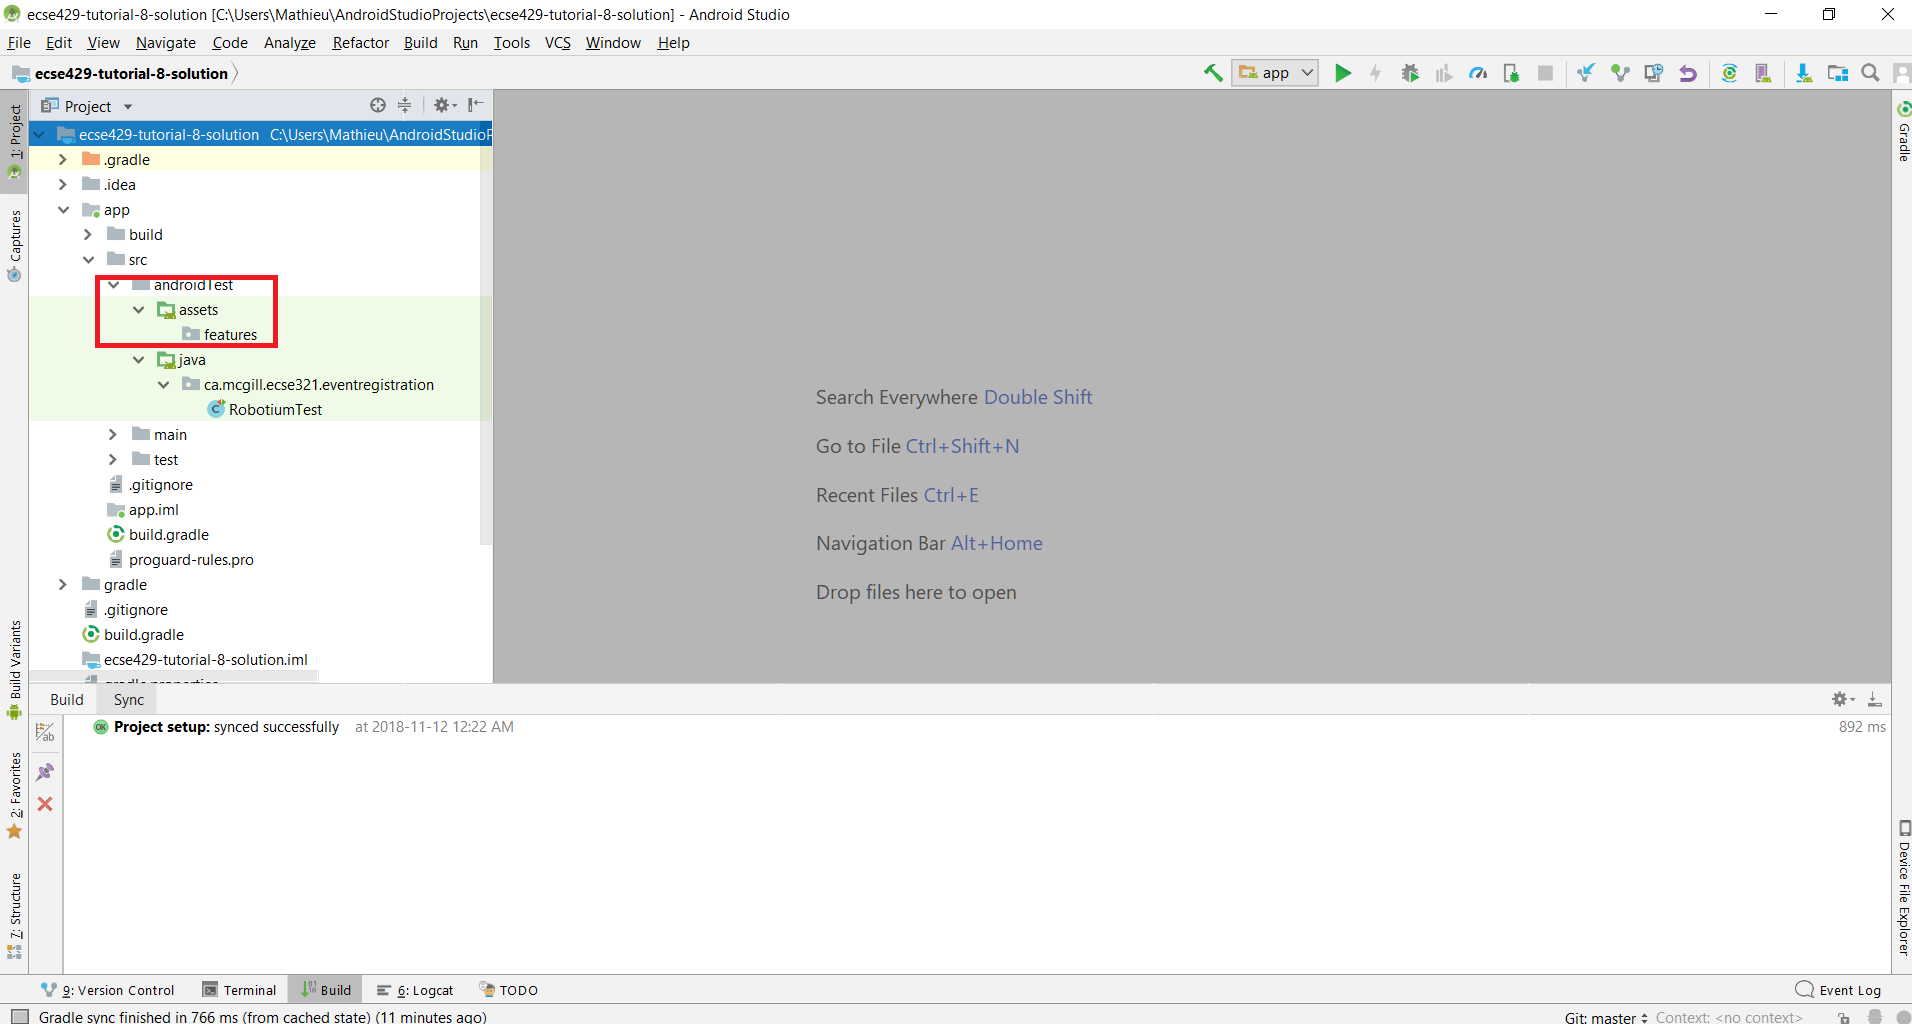 ecse429-tutorial-8-solution [C:\Users\Mathieu\AndroidStudioProjects\ecse429-tutorial-8-solution] - Android Studio
File Edit View Navigate Code Analyze Refactor Build Run Tools VCS Window Help
ecse429-tutorial-8-solution
app
1: Project
Captures
Build Variants
2: Favorites
7: Structure
Project
ecse429-tutorial-8-solution C:\Users\Mathieu\AndroidStudioP
.gradle
.idea
app
build
src
androidTest
assets
features
java
ca.mcgill.ecse321.eventregistration
RobotiumTest
main
test
.gitignore
app.iml
build.gradle
proguard-rules.pro
gradle
.gitignore
build.gradle
ecse429-tutorial-8-solution.iml
gradle.properties
Search Everywhere Double Shift
Go to File Ctrl+Shift+N
Recent Files Ctrl+E
Navigation Bar Alt+Home
Drop files here to open
Gradle
Device File Explorer
Build Sync
OK Project setup: synced successfully at 2018-11-12 12:22 AM 892 ms
9: Version Control Terminal Build 6: Logcat TODO Event Log
Gradle sync finished in 766 ms (from cached state) (11 minutes ago) Git: master Context: <no context>